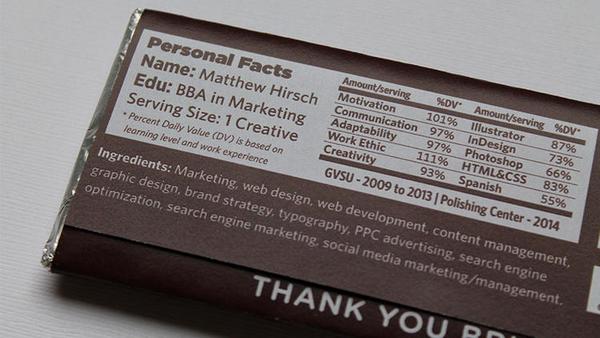 Personal Facts
Name: Matthew Hirsch
Edu: BBA in Marketing
Serving Size: 1 Creative
*Percent Daily Value (DV) is based on
learning level and work experience
Amount/serving %DV*
Motivation 101%
Communication 97%
Adaptability 97%
Work Ethic 111%
Creativity 93%
Amount/serving %DV*
Illustrator 87%
InDesign 73%
Photoshop 66%
HTML&CSS 83%
Spanish 55%
GVSU - 2009 to 2013 | Polishing Center - 2014
Ingredients: Marketing, web design, web development, content management,
graphic design, brand strategy, typography, PPC advertising, search engine
optimization, search engine marketing, social media marketing/management.
THANK YOU